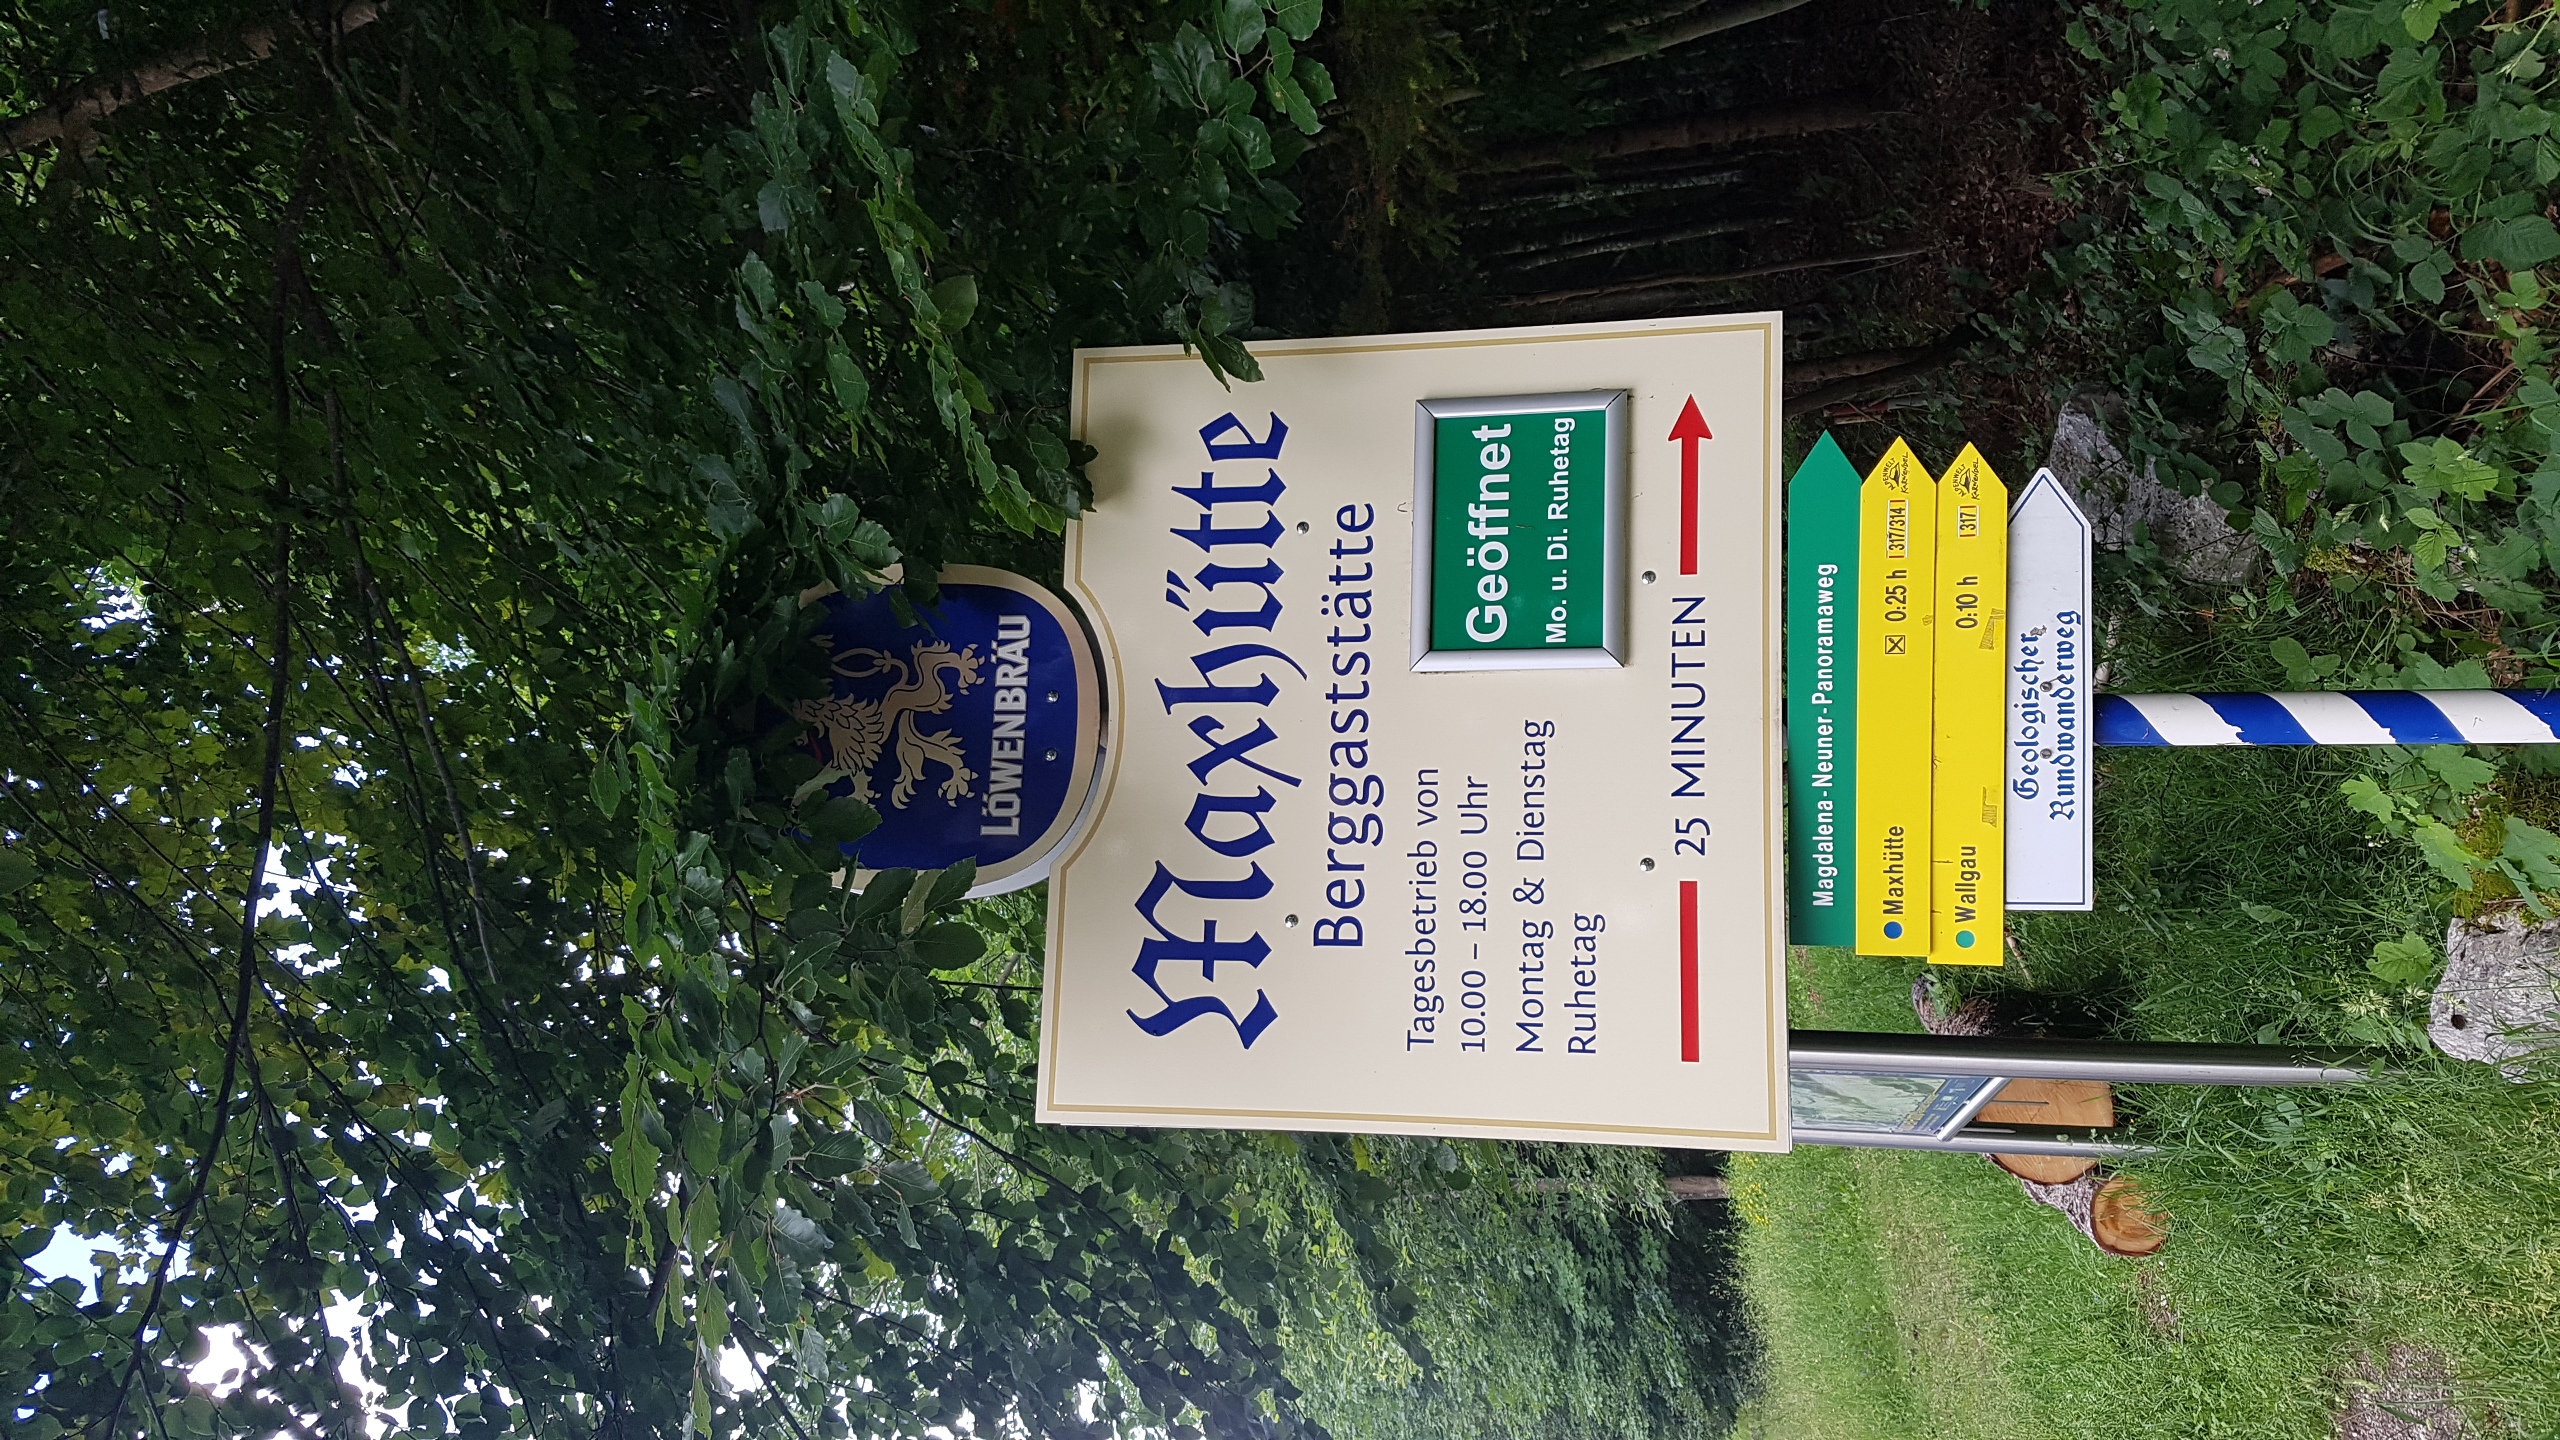 LÖWENBRÄU
Maxhütte
Berggaststätte
Tagesbetrieb von
10.00 – 18.00 Uhr
Montag & Dienstag
Ruhetag
Geöffnet
Mo. u. Di. Ruhetag
25 MINUTEN
Magdalena-Neuner-Panoramaweg
Maxhütte 0:25 h 317/314
Wallgau 0:10 h 317
Geologischer
Rundwanderweg